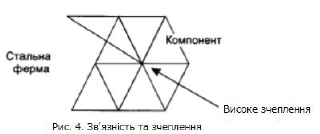 Компонент
Стальна
ферма
Високе зчеплення
Рис. 4. Зв'язність та зчеплення